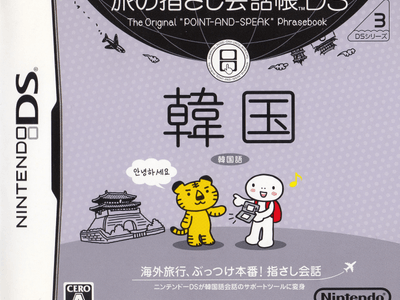 旅の指さし会話帳™DS
The Original "POINT-AND-SPEAK" Phrasebook
3
DSシリーズ
NINTENDO DS™
韓国
韓国語
안녕하세요
海外旅行、ぶっつけ本番！指さし会話
ニンテンドーDSが韓国語会話のサポートツールに変身
CERO
A
Nintendo